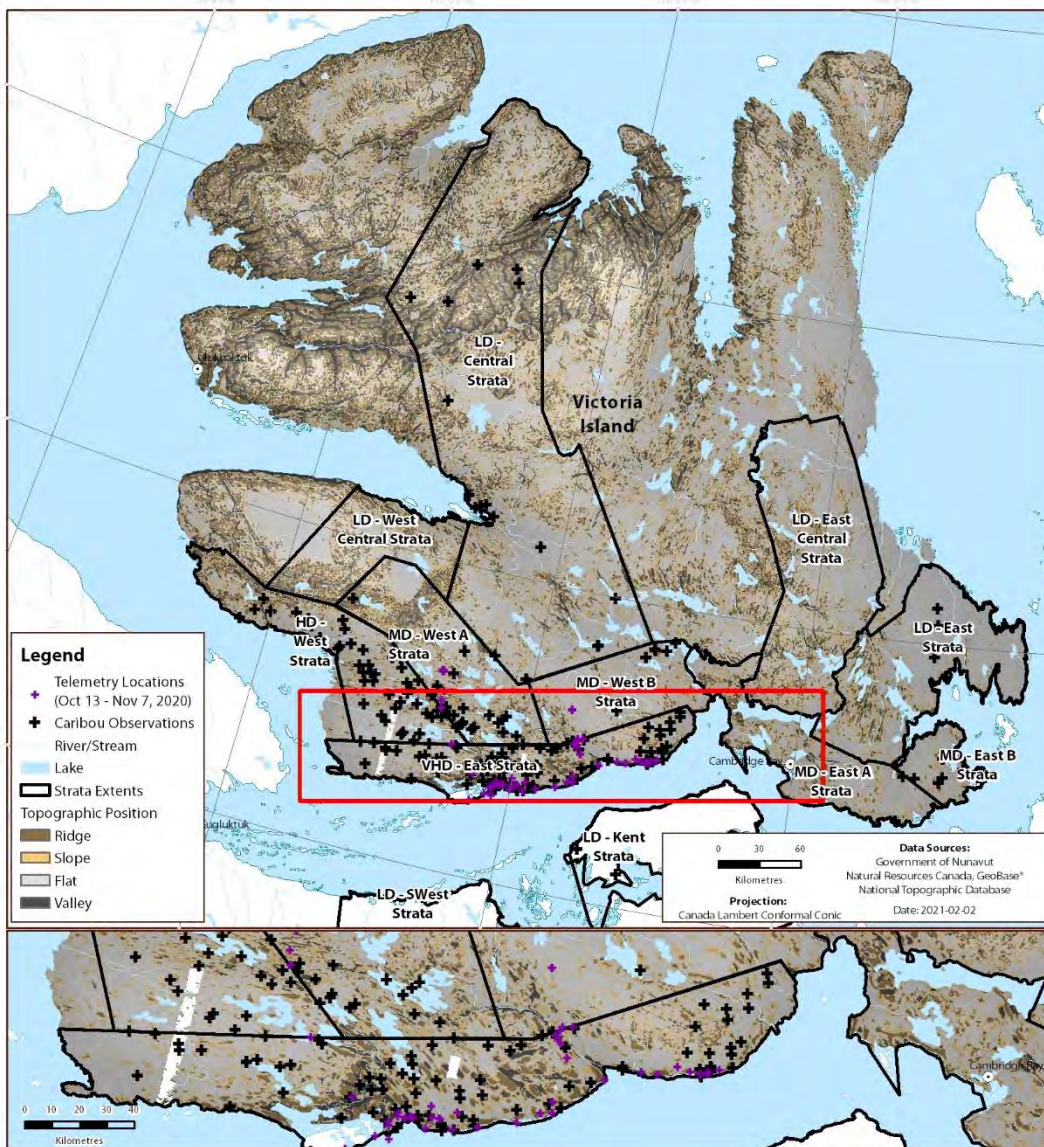 Ulukhaktok
LD -
Central
Strata
Victoria
Island
LD - West
Central Strata
LD - East
Central
Strata
HD -
West
Strata
MD - West A
Strata
LD - East
Strata
MD - West B
Strata
VHD - East Strata
Cambridge Bay
MD - East A
Strata
MD - East B
Strata
Kugluktuk
LD - Kent
Strata
LD - SWest
Strata
Legend
Telemetry Locations
(Oct 13 - Nov 7, 2020)
Caribou Observations
River/Stream
Lake
Strata Extents
Topographic Position
Ridge
Slope
Flat
Valley
0 30 60
Kilometres
Projection:
Canada Lambert Conformal Conic
Data Sources:
Government of Nunavut
Natural Resources Canada, GeoBase®
National Topographic Database
Date: 2021-02-02
Cambridge Bay
0 10 20 30 40
Kilometres